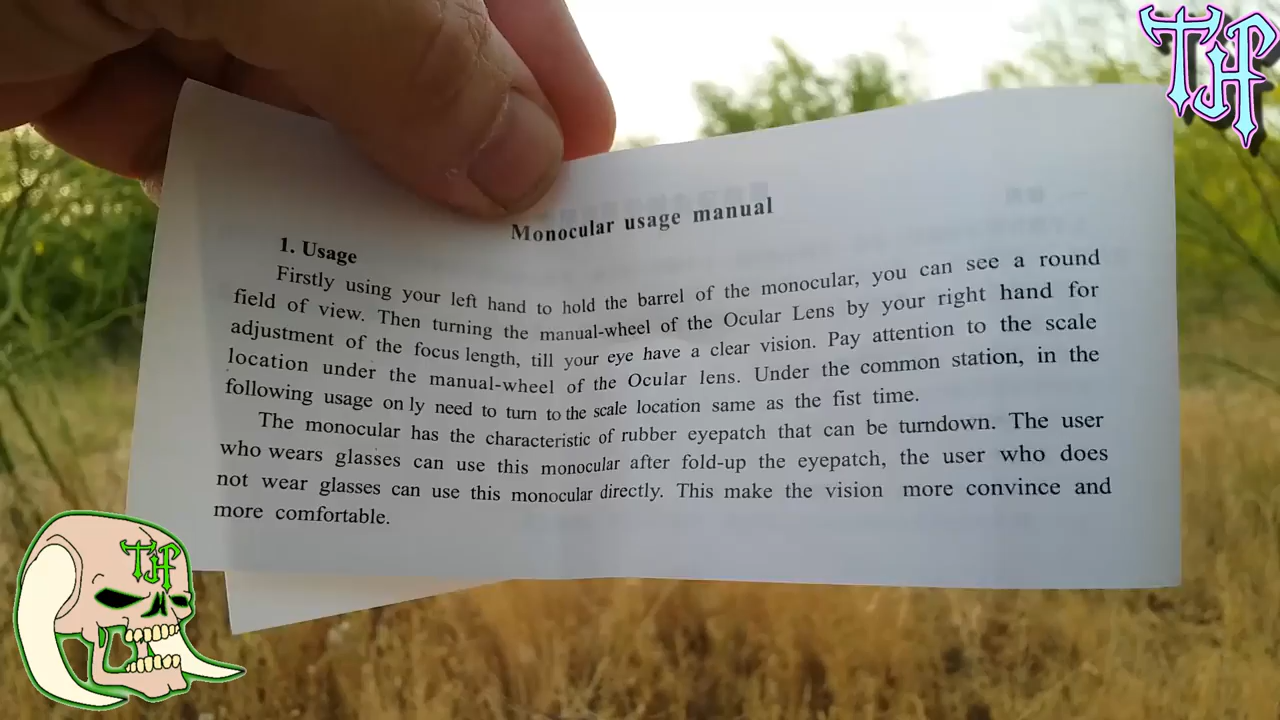 TJH
Monocular usage manual
1. Usage
Firstly using your left hand to hold the barrel of the monocular, you can see a round
field of view. Then turning the manual-wheel of the Ocular Lens by your right hand for
adjustment of the focus length, till your eye have a clear vision. Pay attention to the scale
location under the manual-wheel of the Ocular lens. Under the common station, in the
following usage on ly need to turn to the scale location same as the fist time.
The monocular has the characteristic of rubber eyepatch that can be turndown. The user
who wears glasses can use this monocular after fold-up the eyepatch, the user who does
not wear glasses can use this monocular directly. This make the vision more convince and
more comfortable.
TJH